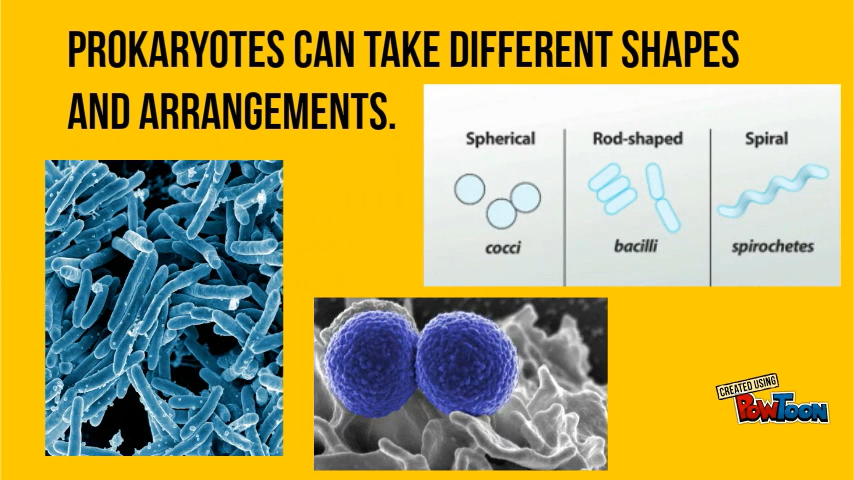 PROKARYOTES CAN TAKE DIFFERENT SHAPES
AND ARRANGEMENTS.
Spherical
Rod-shaped
Spiral
cocci
bacilli
spirochetes
CREATED USING
POWTOON